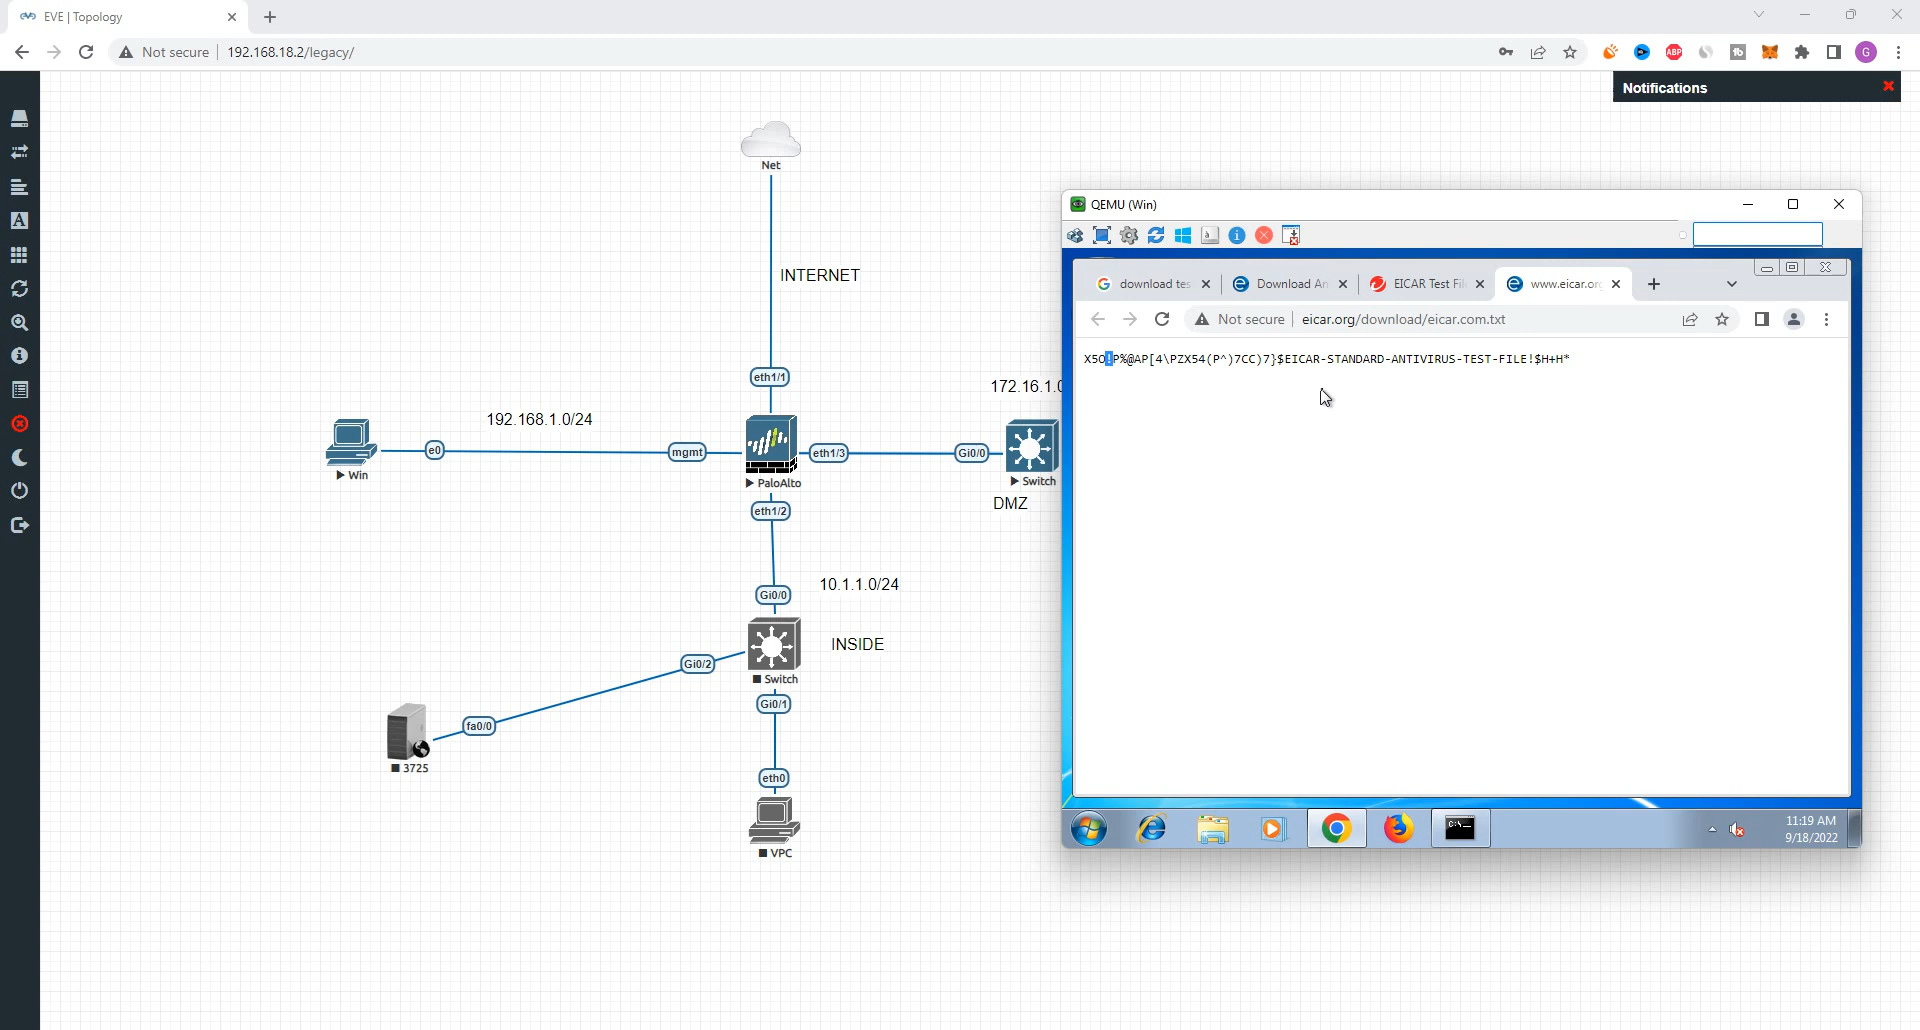 EVE | Topology
Not secure
192.168.18.2/legacy/
ABP
G
Notifications
Net
INTERNET
eth1/1
192.168.1.0/24
172.16.1.0
e0
mgmt
eth1/3
Gi0/0
Win
PaloAlto
Switch
DMZ
eth1/2
10.1.1.0/24
Gi0/0
INSIDE
Gi0/2
Switch
Gi0/1
fa0/0
3725
eth0
VPC
QEMU (Win)
download tes
Download An
EICAR Test Fil
www.eicar.or
Not secure
eicar.org/download/eicar.com.txt
X5O!P%@AP[4\PZX54(P^)7CC)7}$EICAR-STANDARD-ANTIVIRUS-TEST-FILE!$H+H*
11:19 AM
9/18/2022